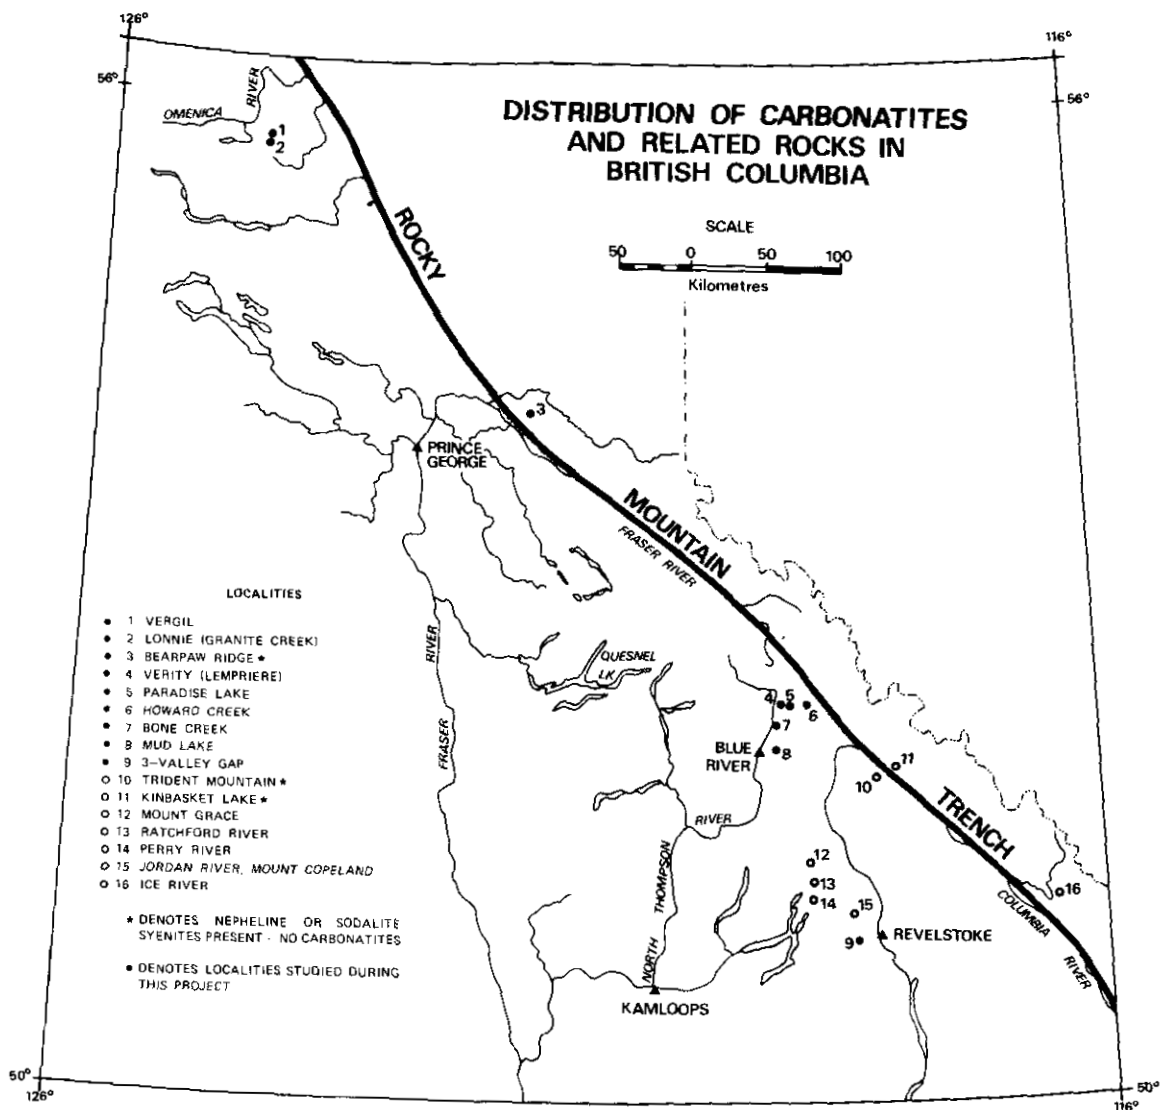 126°
116°
56°
56°
OMENICA
RIVER
1
2
DISTRIBUTION OF CARBONATITES
AND RELATED ROCKS IN
BRITISH COLUMBIA
SCALE
50 0 50 100
Kilometres
ROCKY
3
PRINCE
GEORGE
MOUNTAIN
FRASER RIVER
LOCALITIES
● 1 VERGIL
● 2 LONNIE (GRANITE CREEK)
● 3 BEARPAW RIDGE *
● 4 VERITY (LEMPRIERE)
● 5 PARADISE LAKE
● 6 HOWARD CREEK
● 7 BONE CREEK
● 8 MUD LAKE
● 9 3-VALLEY GAP
○ 10 TRIDENT MOUNTAIN *
○ 11 KINBASKET LAKE *
○ 12 MOUNT GRACE
○ 13 RATCHFORD RIVER
○ 14 PERRY RIVER
○ 15 JORDAN RIVER, MOUNT COPELAND
○ 16 ICE RIVER
* DENOTES NEPHELINE OR SODALITE
SYENITES PRESENT - NO CARBONATITES
● DENOTES LOCALITIES STUDIED DURING
THIS PROJECT
RIVER
FRASER
QUESNEL
LK
4 5
6
7
8
BLUE
RIVER
11
10
TRENCH
RIVER
THOMPSON
NORTH
12
13
14
15
16
COLUMBIA
RIVER
9
REVELSTOKE
KAMLOOPS
50°
126°
50°
116°